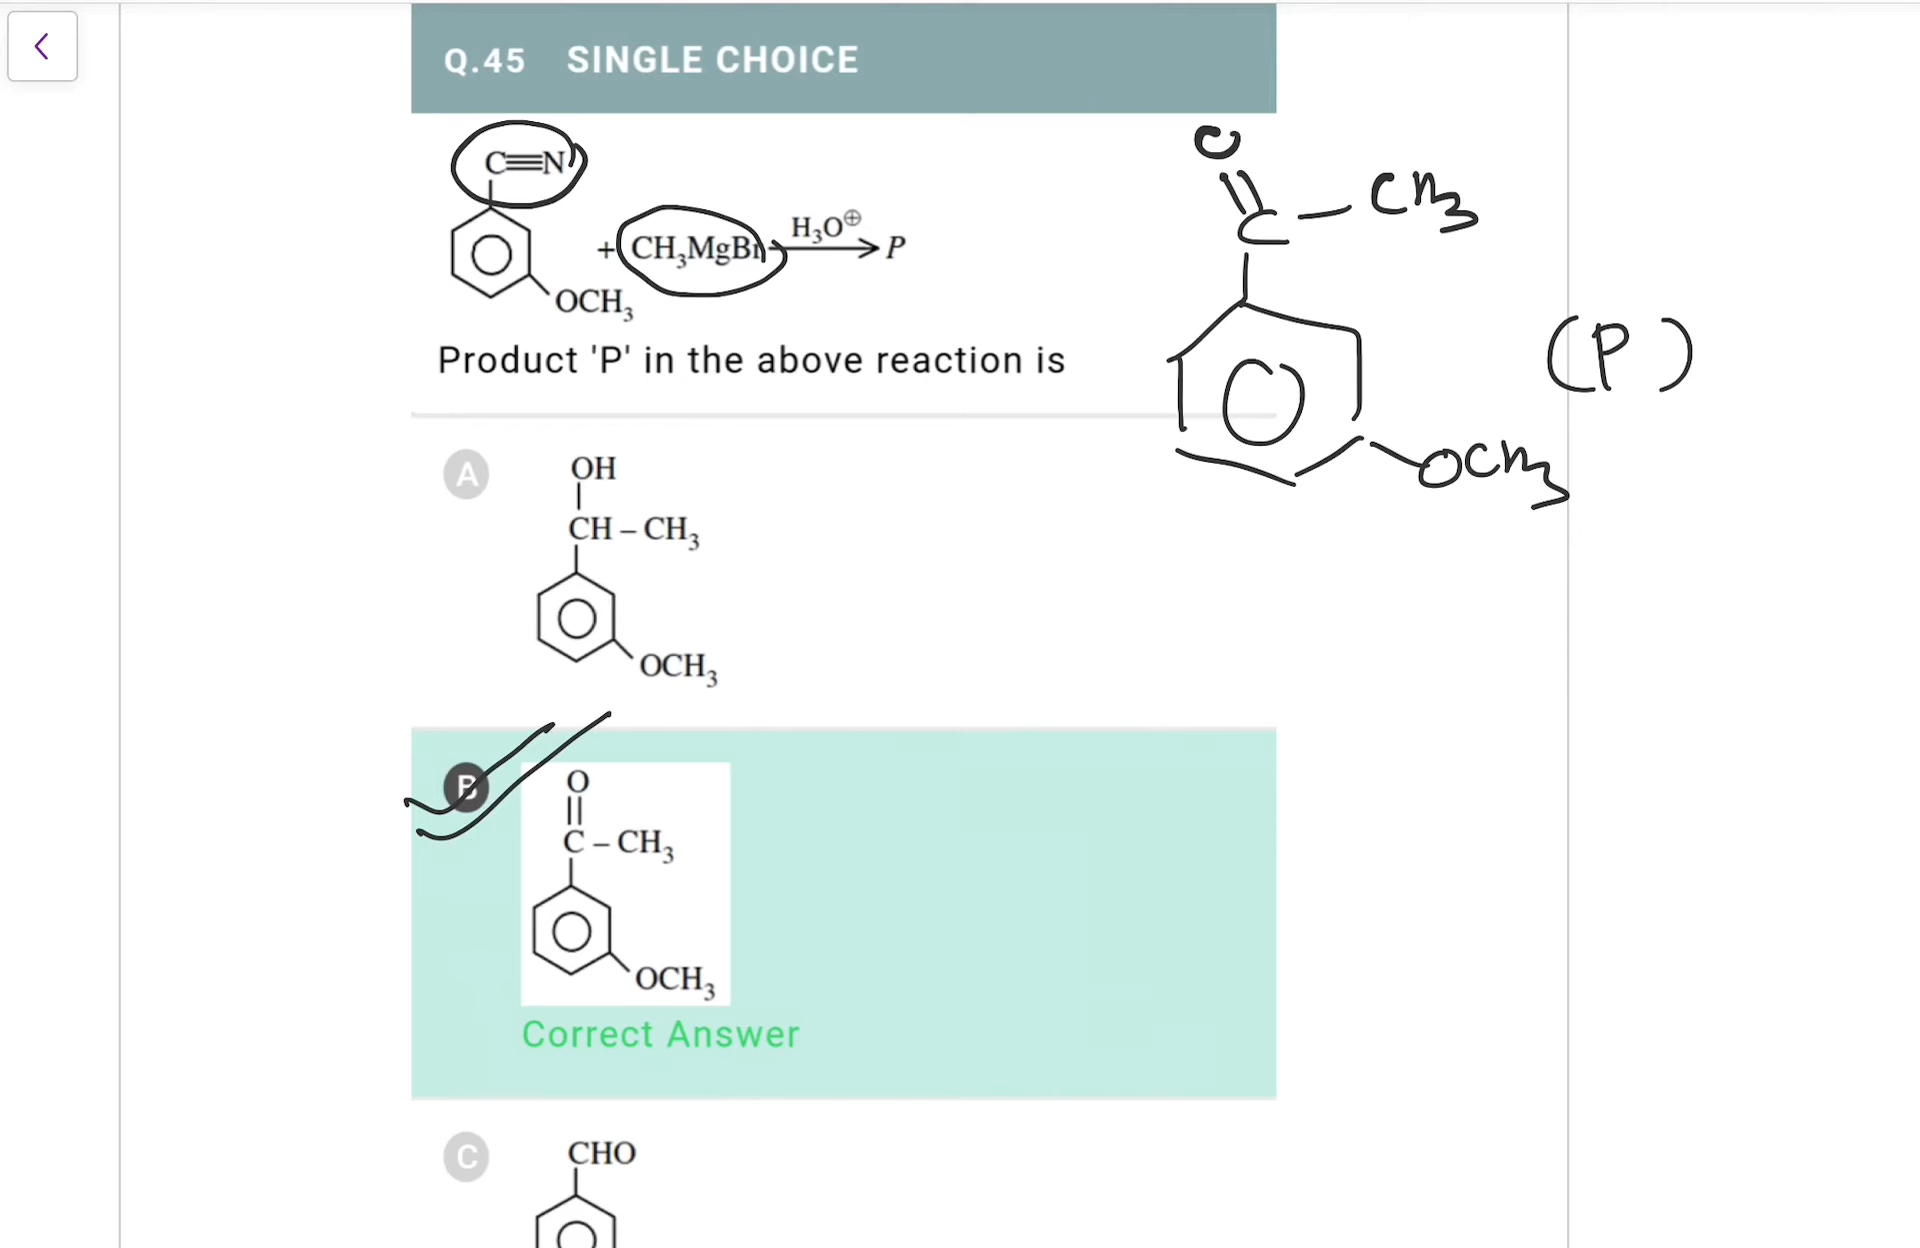 Q.45 SINGLE CHOICE
C≡N
+ CH₃MgBr H₃O⊕ P
OCH₃
Product 'P' in the above reaction is
O
C – CH₃
(P)
OCH₃
A
OH
CH – CH₃
OCH₃
B
O
C – CH₃
OCH₃
Correct Answer
C
CHO